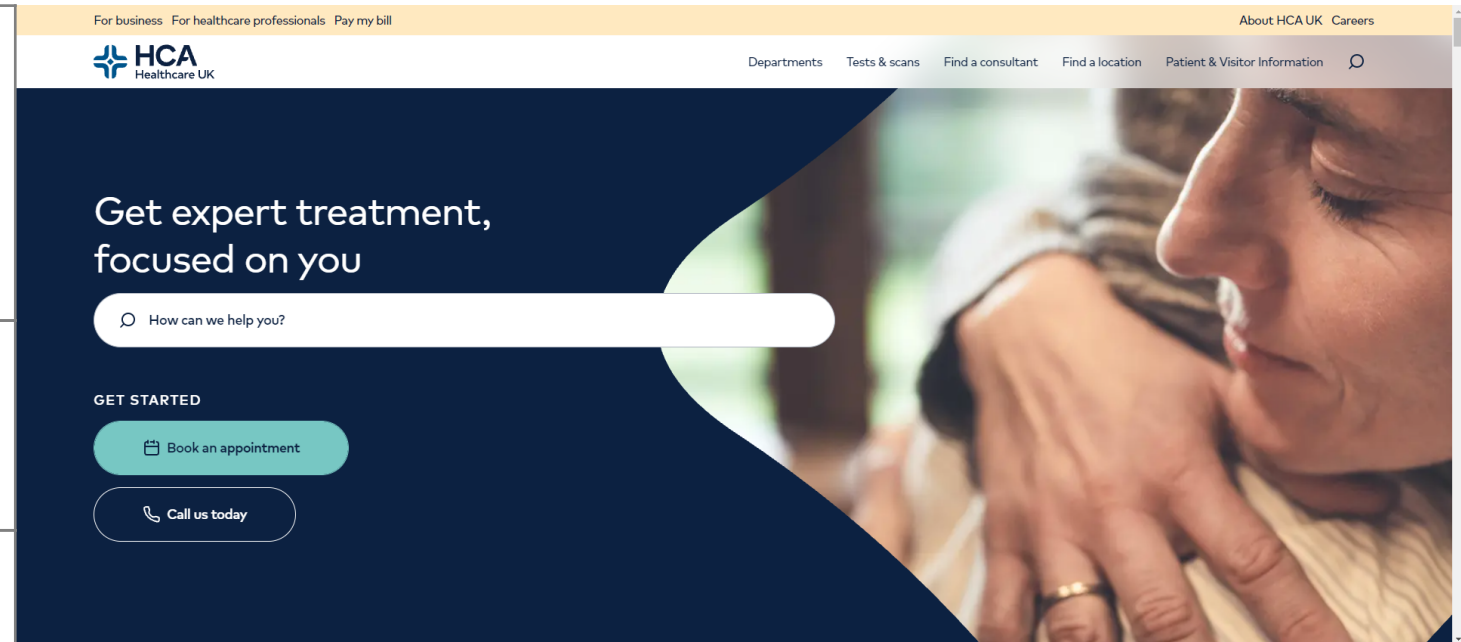 For business For healthcare professionals Pay my bill About HCA UK Careers
HCA
Healthcare UK
Departments Tests & scans Find a consultant Find a location Patient & Visitor Information
Get expert treatment,
focused on you
How can we help you?
GET STARTED
Book an appointment
Call us today